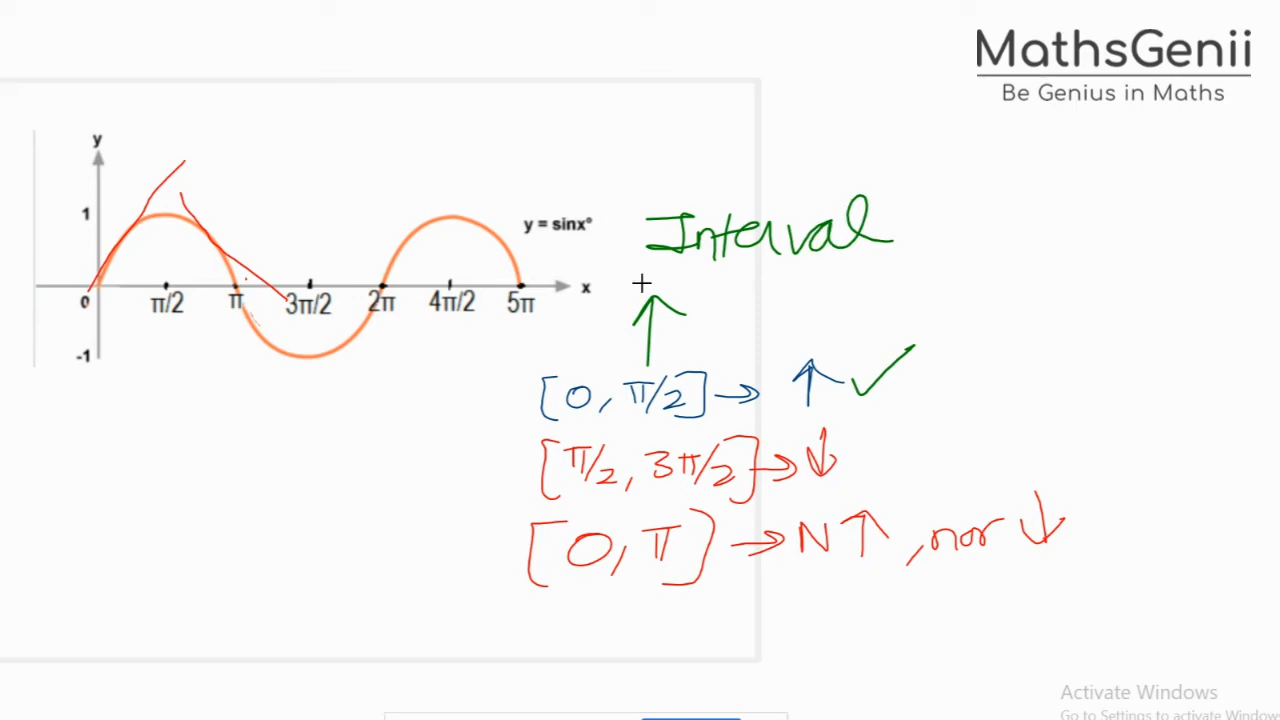 MathsGenii
Be Genius in Maths
y
1
y = sinx°
Interval
x
0 π/2 π 3π/2 2π 4π/2 5π
-1
[0, π/2] → ↑ ✓
[π/2, 3π/2] → ↓
[0, π] → N↑, nor ↓
Activate Windows
Go to Settings to activate Window